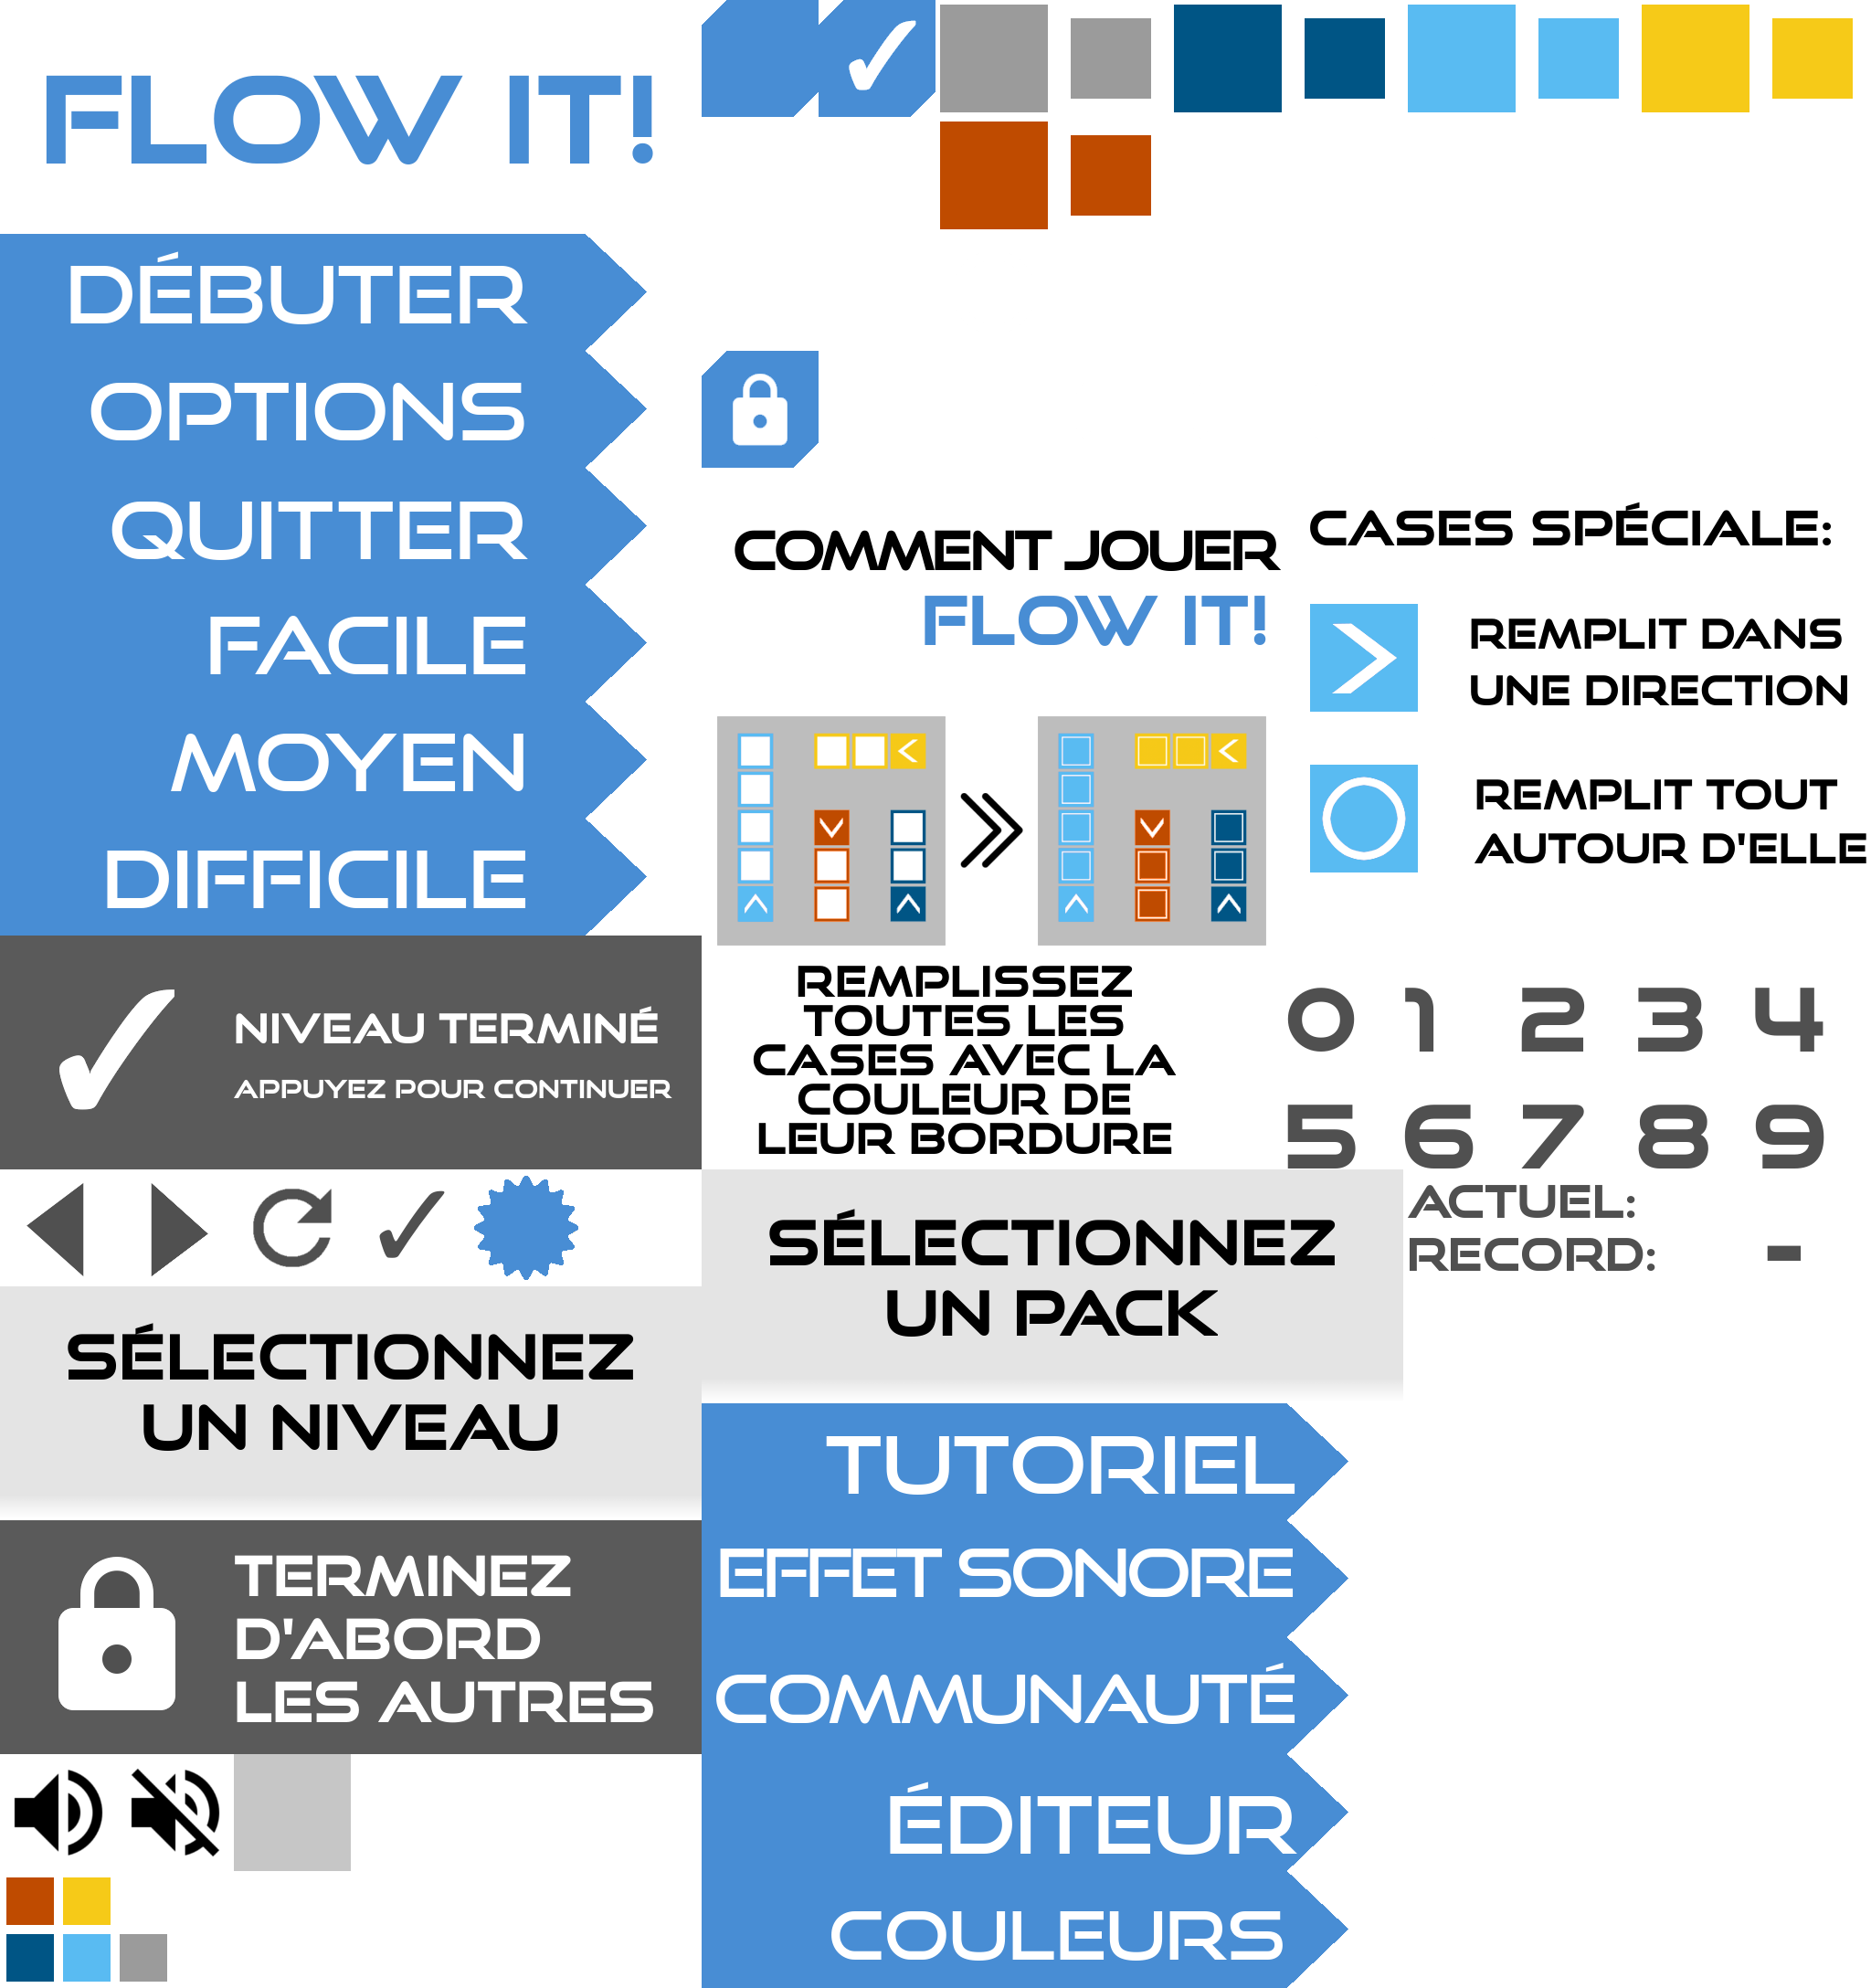 FLOW IT!
DÉBUTER
OPTIONS
QUITTER
FACILE
MOYEN
DIFFICILE
NIVEAU TERMINÉ
APPUYEZ POUR CONTINUER
SÉLECTIONNEZ
UN NIVEAU
TERMINEZ
D'ABORD
LES AUTRES
COMMENT JOUER
FLOW IT!
REMPLISSEZ
TOUTES LES
CASES AVEC LA
COULEUR DE
LEUR BORDURE
CASES SPÉCIALE:
REMPLIT DANS
UNE DIRECTION
REMPLIT TOUT
AUTOUR D'ELLE
0 1 2 3 4
5 6 7 8 9
ACTUEL:
RECORD: -
SÉLECTIONNEZ
UN PACK
TUTORIEL
EFFET SONORE
COMMUNAUTÉ
ÉDITEUR
COULEURS